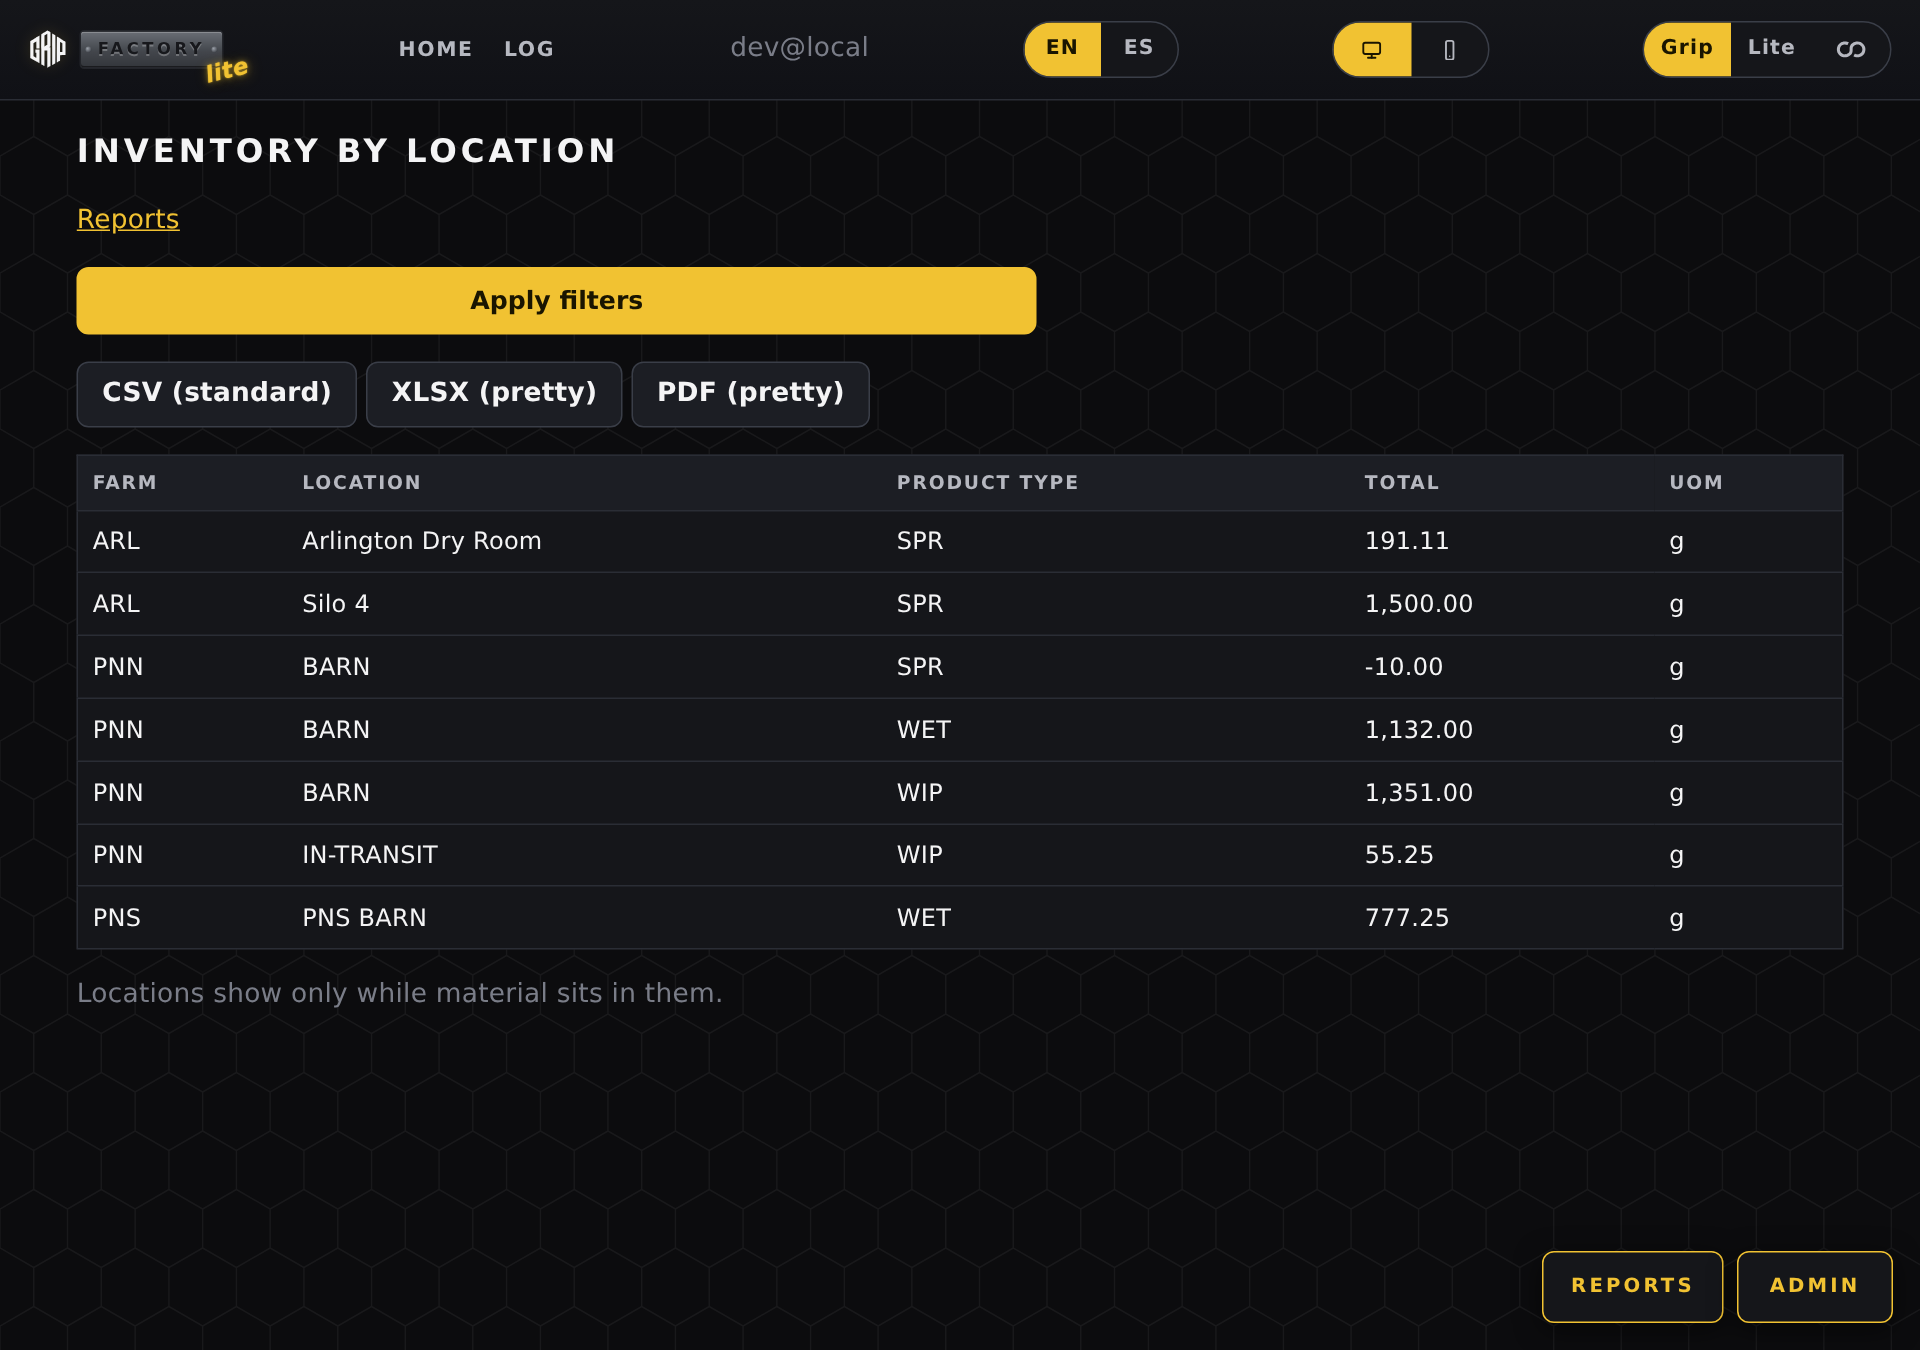 GRIP FACTORY lite HOME LOG dev@local EN ES Grip Lite
INVENTORY BY LOCATION
Reports
Apply filters
CSV (standard) XLSX (pretty) PDF (pretty)
FARM LOCATION PRODUCT TYPE TOTAL UOM
ARL Arlington Dry Room SPR 191.11 g
ARL Silo 4 SPR 1,500.00 g
PNN BARN SPR -10.00 g
PNN BARN WET 1,132.00 g
PNN BARN WIP 1,351.00 g
PNN IN-TRANSIT WIP 55.25 g
PNS PNS BARN WET 777.25 g
Locations show only while material sits in them.
REPORTS ADMIN